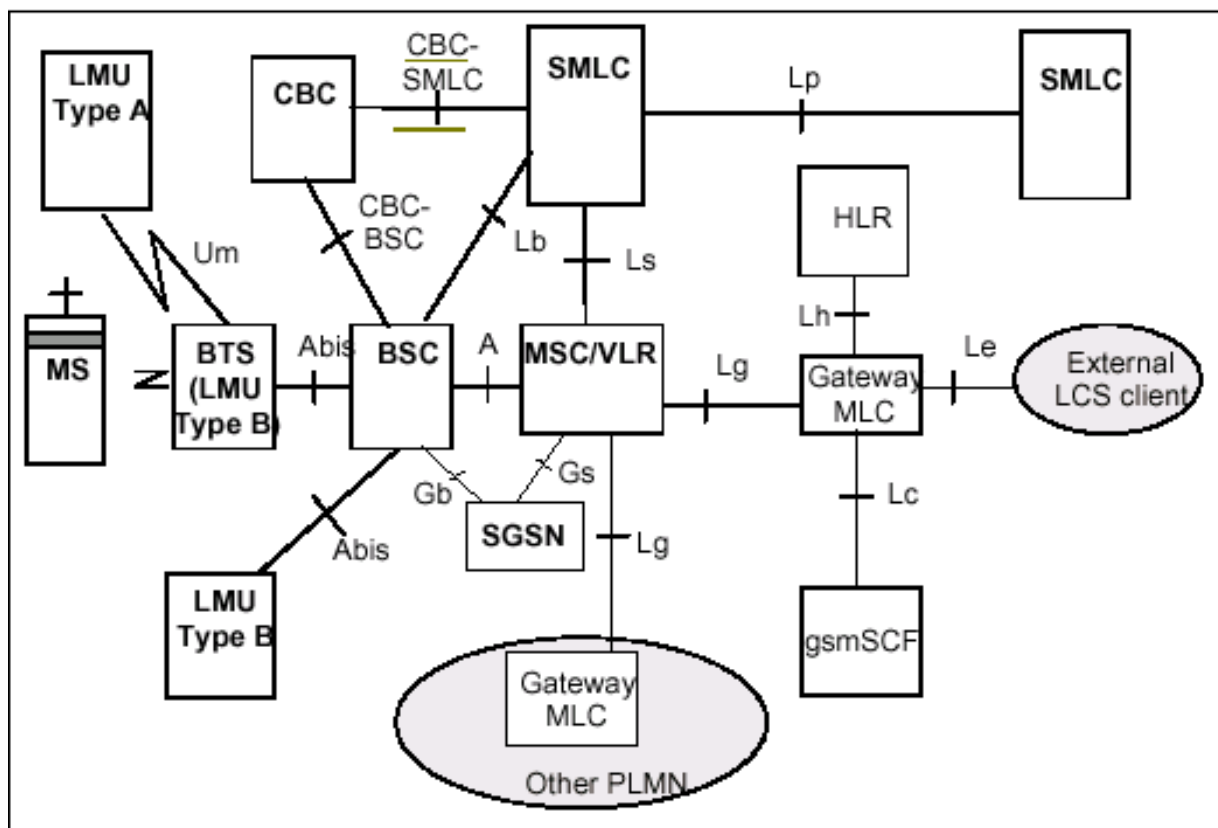 LMU
Type A
CBC
CBC-
SMLC
SMLC
Lp
SMLC
HLR
CBC-
BSC
Lb
Ls
Um
Lh
MS
BTS
(LMU
Type B)
Abis
BSC
A
MSC/VLR
Lg
Gateway
MLC
Le
External
LCS client
Gb
Gs
SGSN
Lg
Lc
Abis
LMU
Type B
gsmSCF
Gateway
MLC
Other PLMN